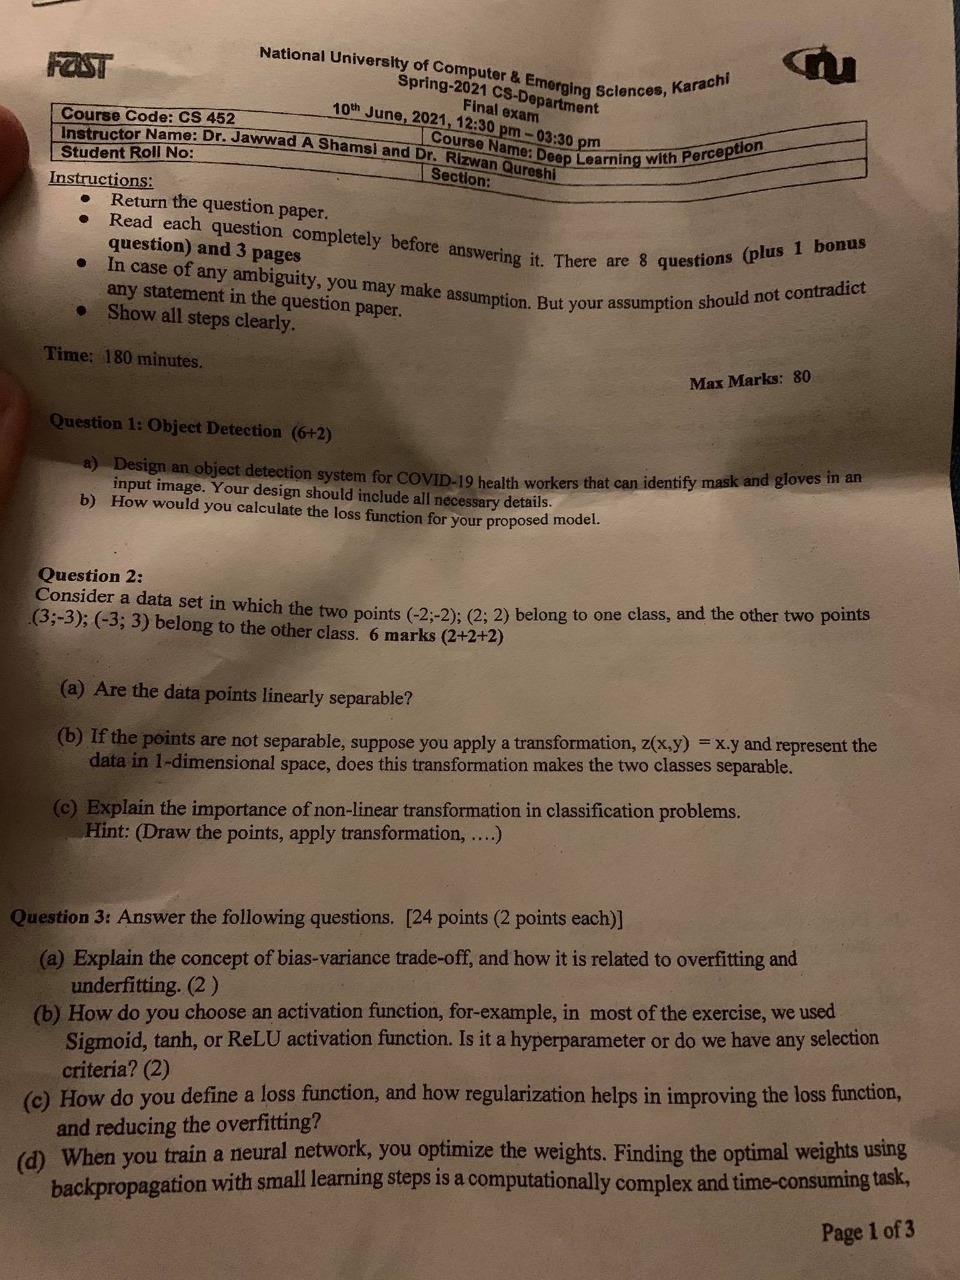 FAST
National University of Computer & Emerging Sciences, Karachi
nu
Spring-2021 CS-Department
Final exam
10th June, 2021, 12:30 pm – 03:30 pm
Course Code: CS 452
Course Name: Deep Learning with Perception
Instructor Name: Dr. Jawwad A Shamsi and Dr. Rizwan Qureshi
Student Roll No:
Section:
Instructions:
• Return the question paper.
• Read each question completely before answering it. There are 8 questions (plus 1 bonus
question) and 3 pages
• In case of any ambiguity, you may make assumption. But your assumption should not contradict
any statement in the question paper.
• Show all steps clearly.
Time: 180 minutes.
Max Marks: 80
Question 1: Object Detection (6+2)
a) Design an object detection system for COVID-19 health workers that can identify mask and gloves in an
input image. Your design should include all necessary details.
b) How would you calculate the loss function for your proposed model.
Question 2:
Consider a data set in which the two points (-2;-2); (2; 2) belong to one class, and the other two points
(3;-3); (-3; 3) belong to the other class. 6 marks (2+2+2)
(a) Are the data points linearly separable?
(b) If the points are not separable, suppose you apply a transformation, z(x,y) = x.y and represent the
data in 1-dimensional space, does this transformation makes the two classes separable.
(c) Explain the importance of non-linear transformation in classification problems.
Hint: (Draw the points, apply transformation, ....)
Question 3: Answer the following questions. [24 points (2 points each)]
(a) Explain the concept of bias-variance trade-off, and how it is related to overfitting and
underfitting. (2 )
(b) How do you choose an activation function, for-example, in most of the exercise, we used
Sigmoid, tanh, or ReLU activation function. Is it a hyperparameter or do we have any selection
criteria? (2)
(c) How do you define a loss function, and how regularization helps in improving the loss function,
and reducing the overfitting?
(d) When you train a neural network, you optimize the weights. Finding the optimal weights using
backpropagation with small learning steps is a computationally complex and time-consuming task,
Page 1 of 3